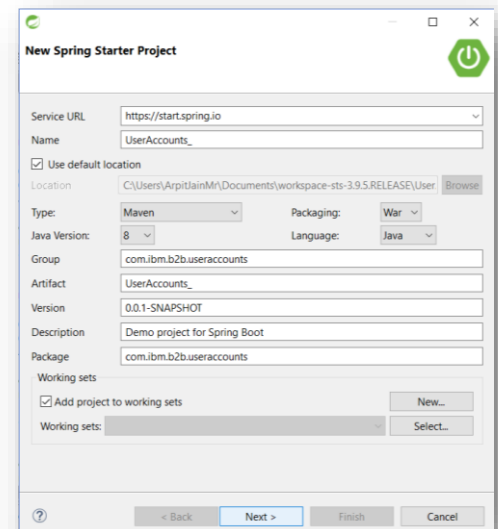 New Spring Starter Project
Service URL https://start.spring.io
Name UserAccounts_
Use default location
Location C:\Users\ArpitJainMr\Documents\workspace-sts-3.9.5.RELEASE\User Browse
Type: Maven Packaging: War
Java Version: 8 Language: Java
Group com.ibm.b2b.useraccounts
Artifact UserAccounts_
Version 0.0.1-SNAPSHOT
Description Demo project for Spring Boot
Package com.ibm.b2b.useraccounts
Working sets
Add project to working sets New...
Working sets: Select...
? < Back Next > Finish Cancel